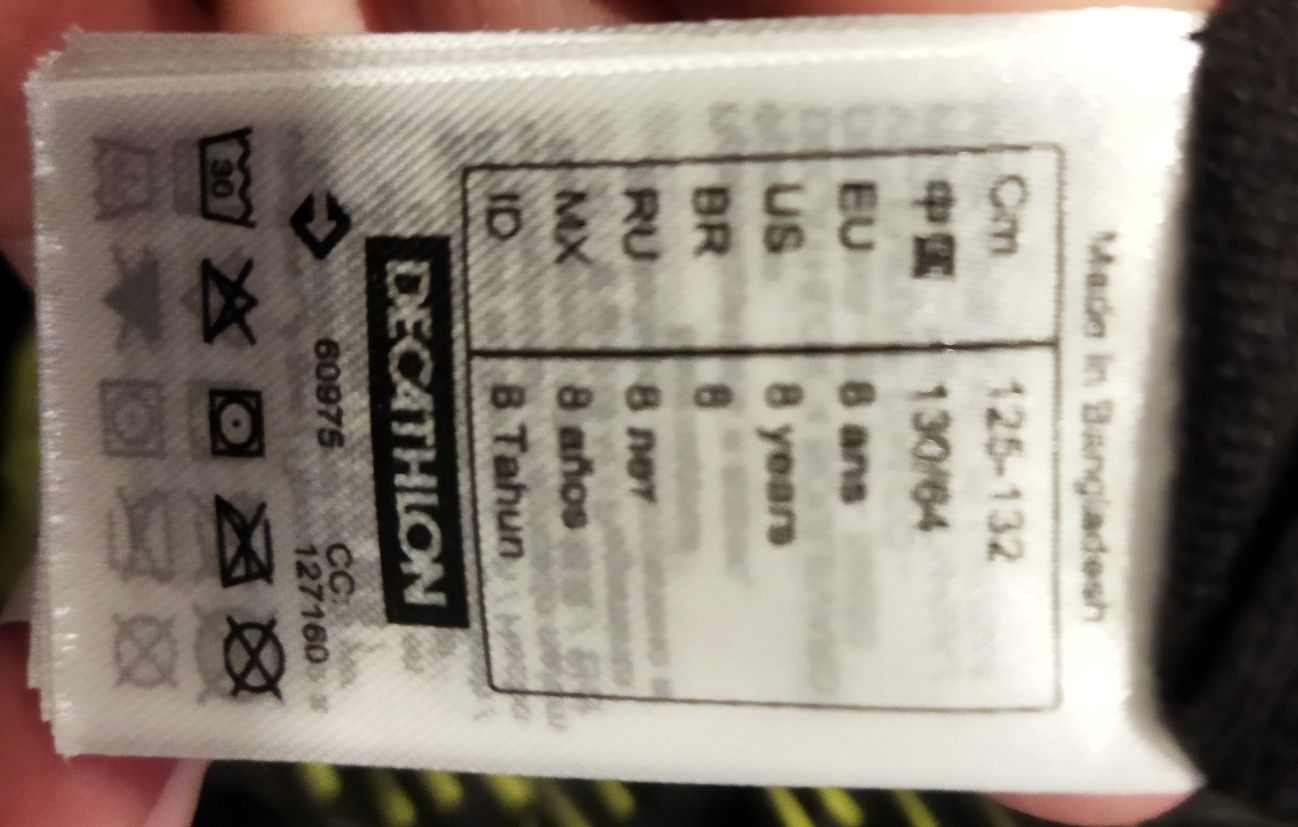 Made in Bangladesh
Cm 125-132
中国 130/64
EU 8 ans
US 8 years
BR 8
RU 8 лет
MX 8 años
ID 8 Tahun
DECATHLON
60975 CC:
127160
30